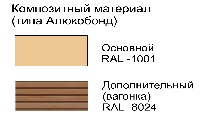 Композитный материал
(типа Алюкобонд)
Основной
RAL -1001
Дополнительный
(вагонка)
RAL 8024